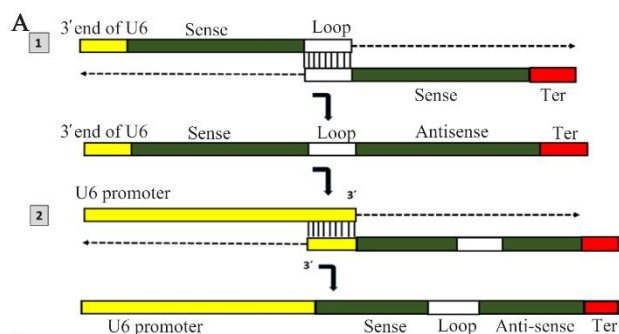 A
3′ end of U6 Sense Loop
1
Sense Ter
3′ end of U6 Sense Loop Antisense Ter
U6 promoter 3′
2
3′
U6 promoter Sense Loop Anti-sense Ter